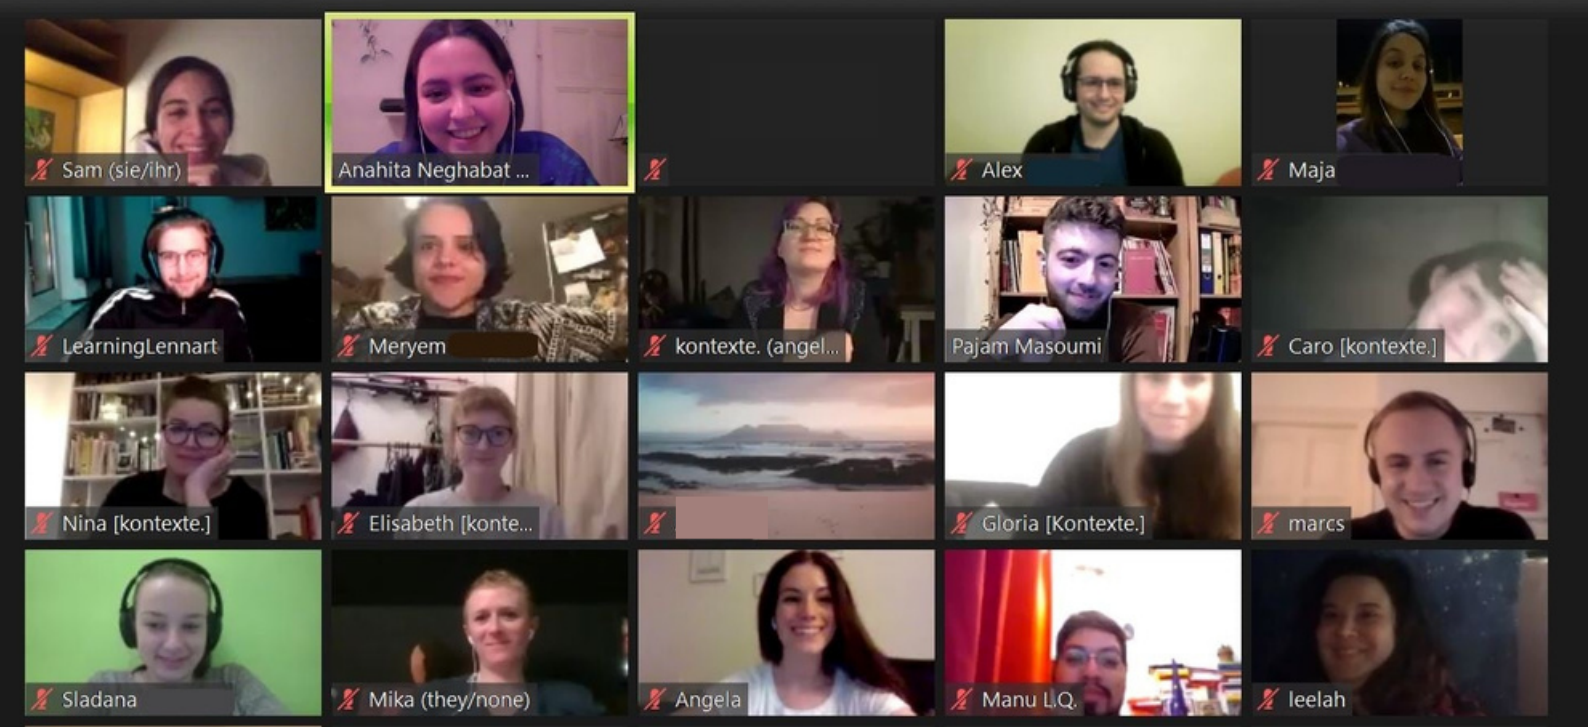 Sam (sie/ihr)
Anahita Neghabat ...
Alex
Maja
LearningLennart
Meryem
kontexte. (angel...
Pajam Masoumi
Caro [kontexte.]
Nina [kontexte.]
Elisabeth [konte...
Gloria [Kontexte.]
marcs
Sladana
Mika (they/none)
Angela
Manu L.Q.
leelah